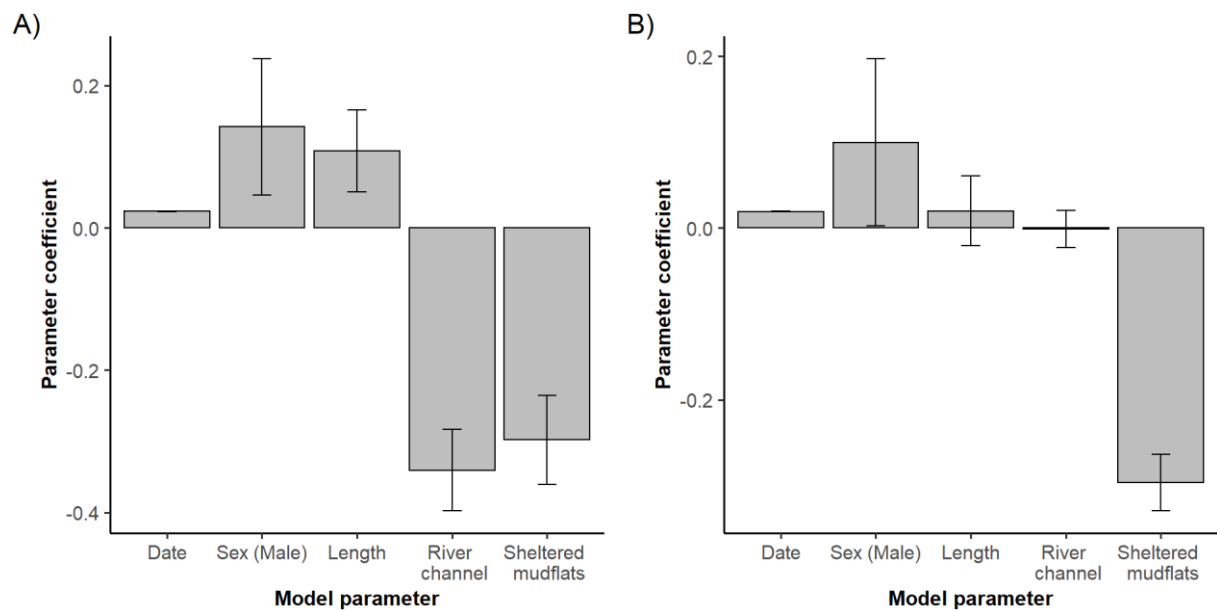 A)
Parameter coefficient
0.2
0.0
-0.2
-0.4
Date
Sex (Male)
Length
River
channel
Sheltered
mudflats
Model parameter
B)
Parameter coefficient
0.2
0.0
-0.2
Date
Sex (Male)
Length
River
channel
Sheltered
mudflats
Model parameter